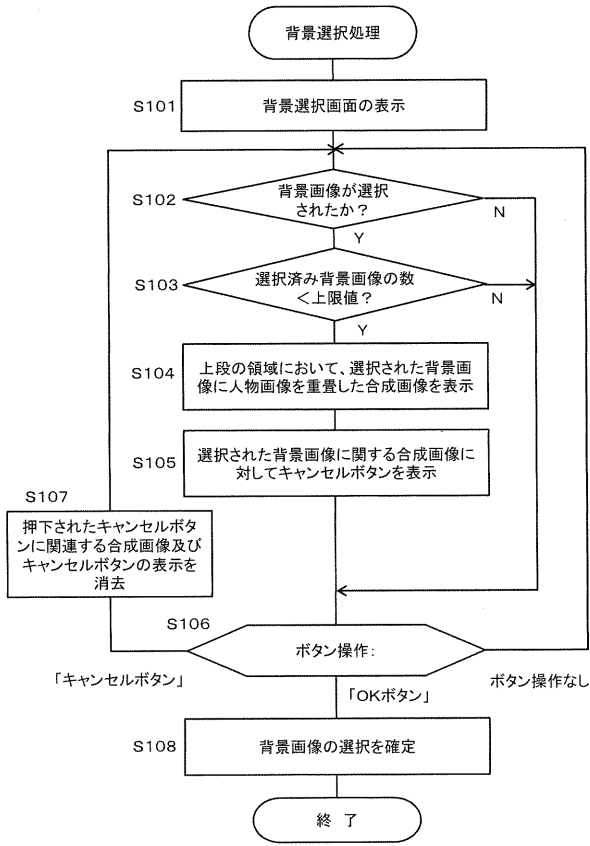 背景選択処理
S101
背景選択画面の表示
S102
背景画像が選択
されたか？
N
Y
S103
選択済み背景画像の数
＜上限値？
N
Y
S104
上段の領域において、選択された背景画
像に人物画像を重畳した合成画像を表示
S105
選択された背景画像に関する合成画像に
対してキャンセルボタンを表示
S107
押下されたキャンセルボタ
ンに関連する合成画像及び
キャンセルボタンの表示を
消去
S106
ボタン操作：
「キャンセルボタン」
「OKボタン」
ボタン操作なし
S108
背景画像の選択を確定
終　了